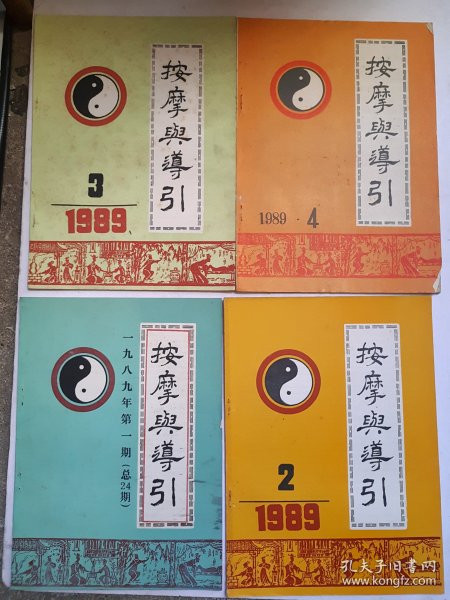 按摩與導引
3
1989
按摩與導引
1989·4
按摩與導引
一九八九年第一期(总24期)
按摩與導引
2
1989
孔夫子旧书网
www.kongfz.com